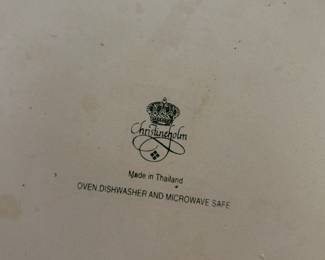 Christineholm
Made in Thailand
OVEN.DISHWASHER AND MICROWAVE SAFE